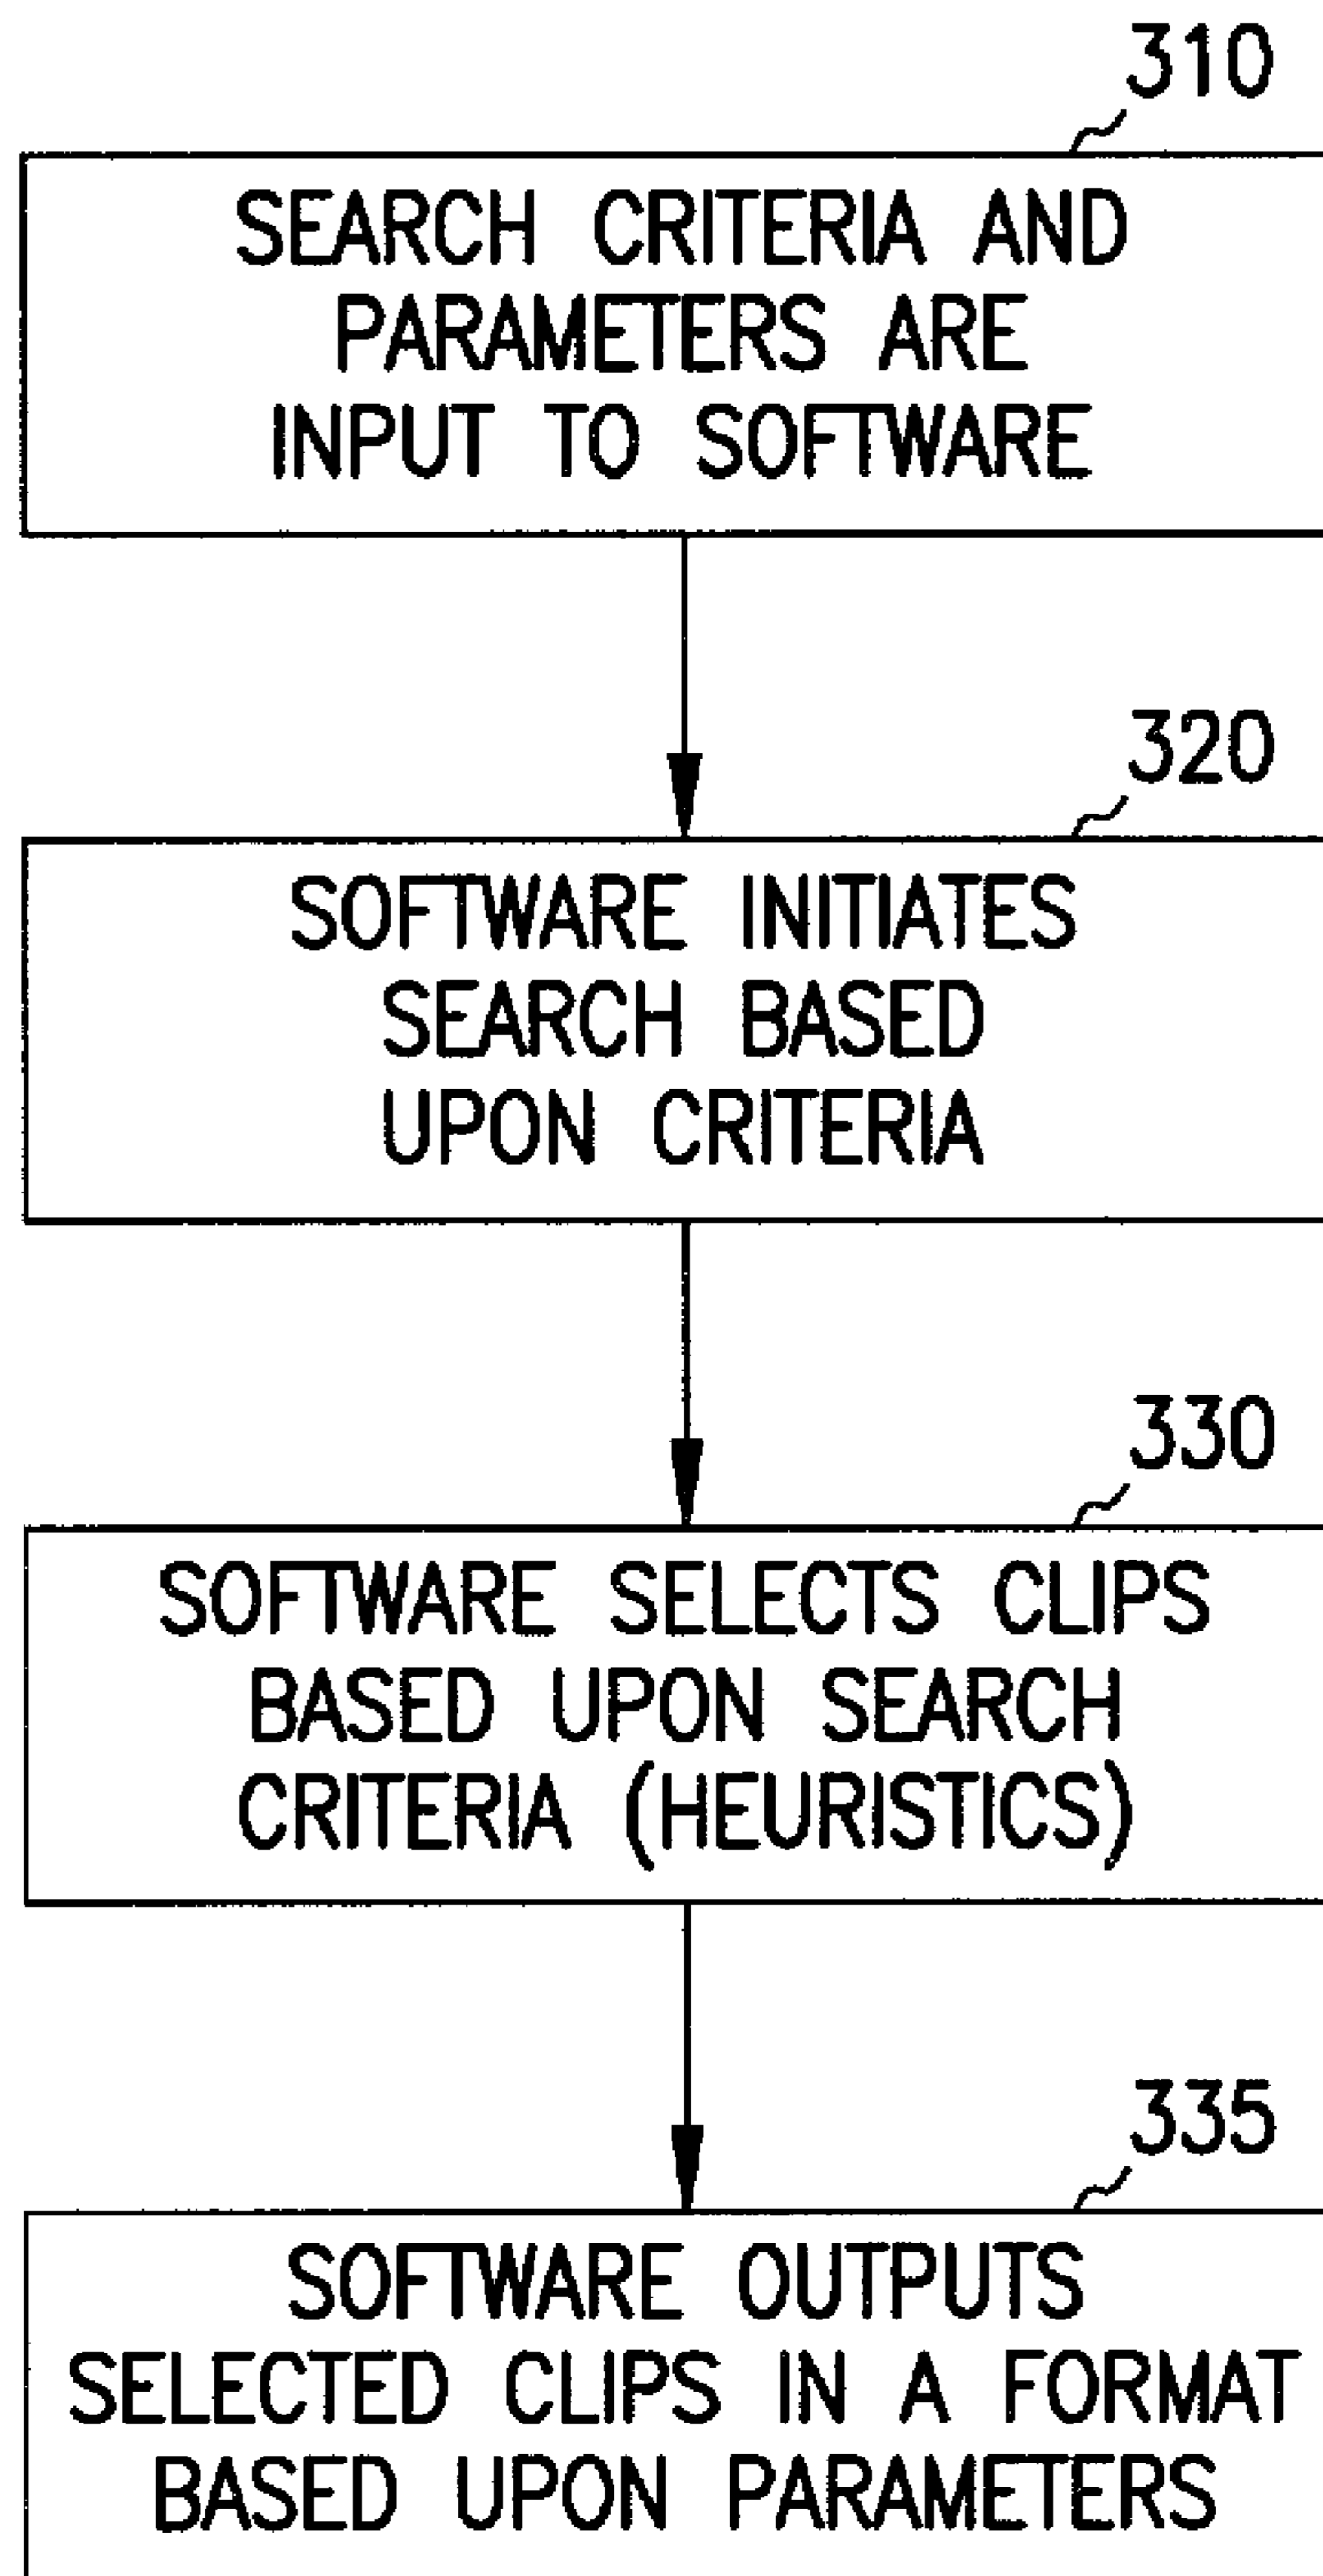 310
SEARCH CRITERIA AND
PARAMETERS ARE
INPUT TO SOFTWARE
320
SOFTWARE INITIATES
SEARCH BASED
UPON CRITERIA
330
SOFTWARE SELECTS CLIPS
BASED UPON SEARCH
CRITERIA (HEURISTICS)
335
SOFTWARE OUTPUTS
SELECTED CLIPS IN A FORMAT
BASED UPON PARAMETERS